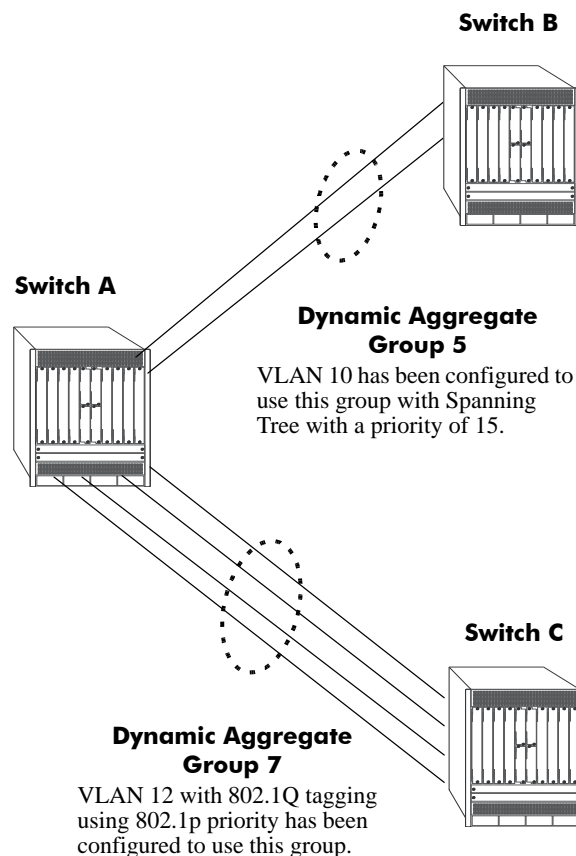 Switch B
Switch A
Dynamic Aggregate
Group 5
VLAN 10 has been configured to
use this group with Spanning
Tree with a priority of 15.
Switch C
Dynamic Aggregate
Group 7
VLAN 12 with 802.1Q tagging
using 802.1p priority has been
configured to use this group.